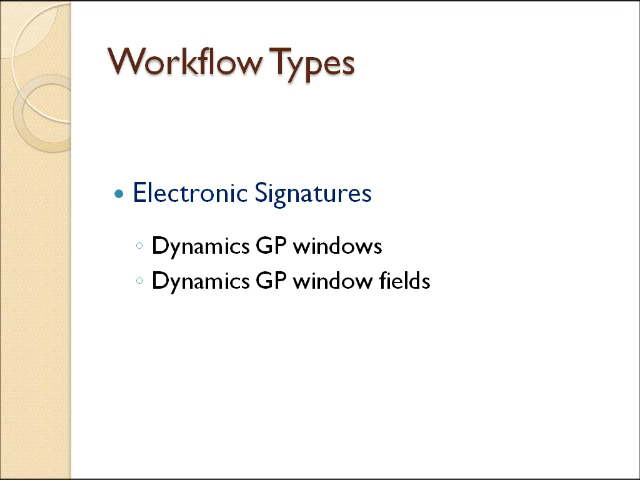 Workflow Types
Electronic Signatures
Dynamics GP windows
Dynamics GP window fields